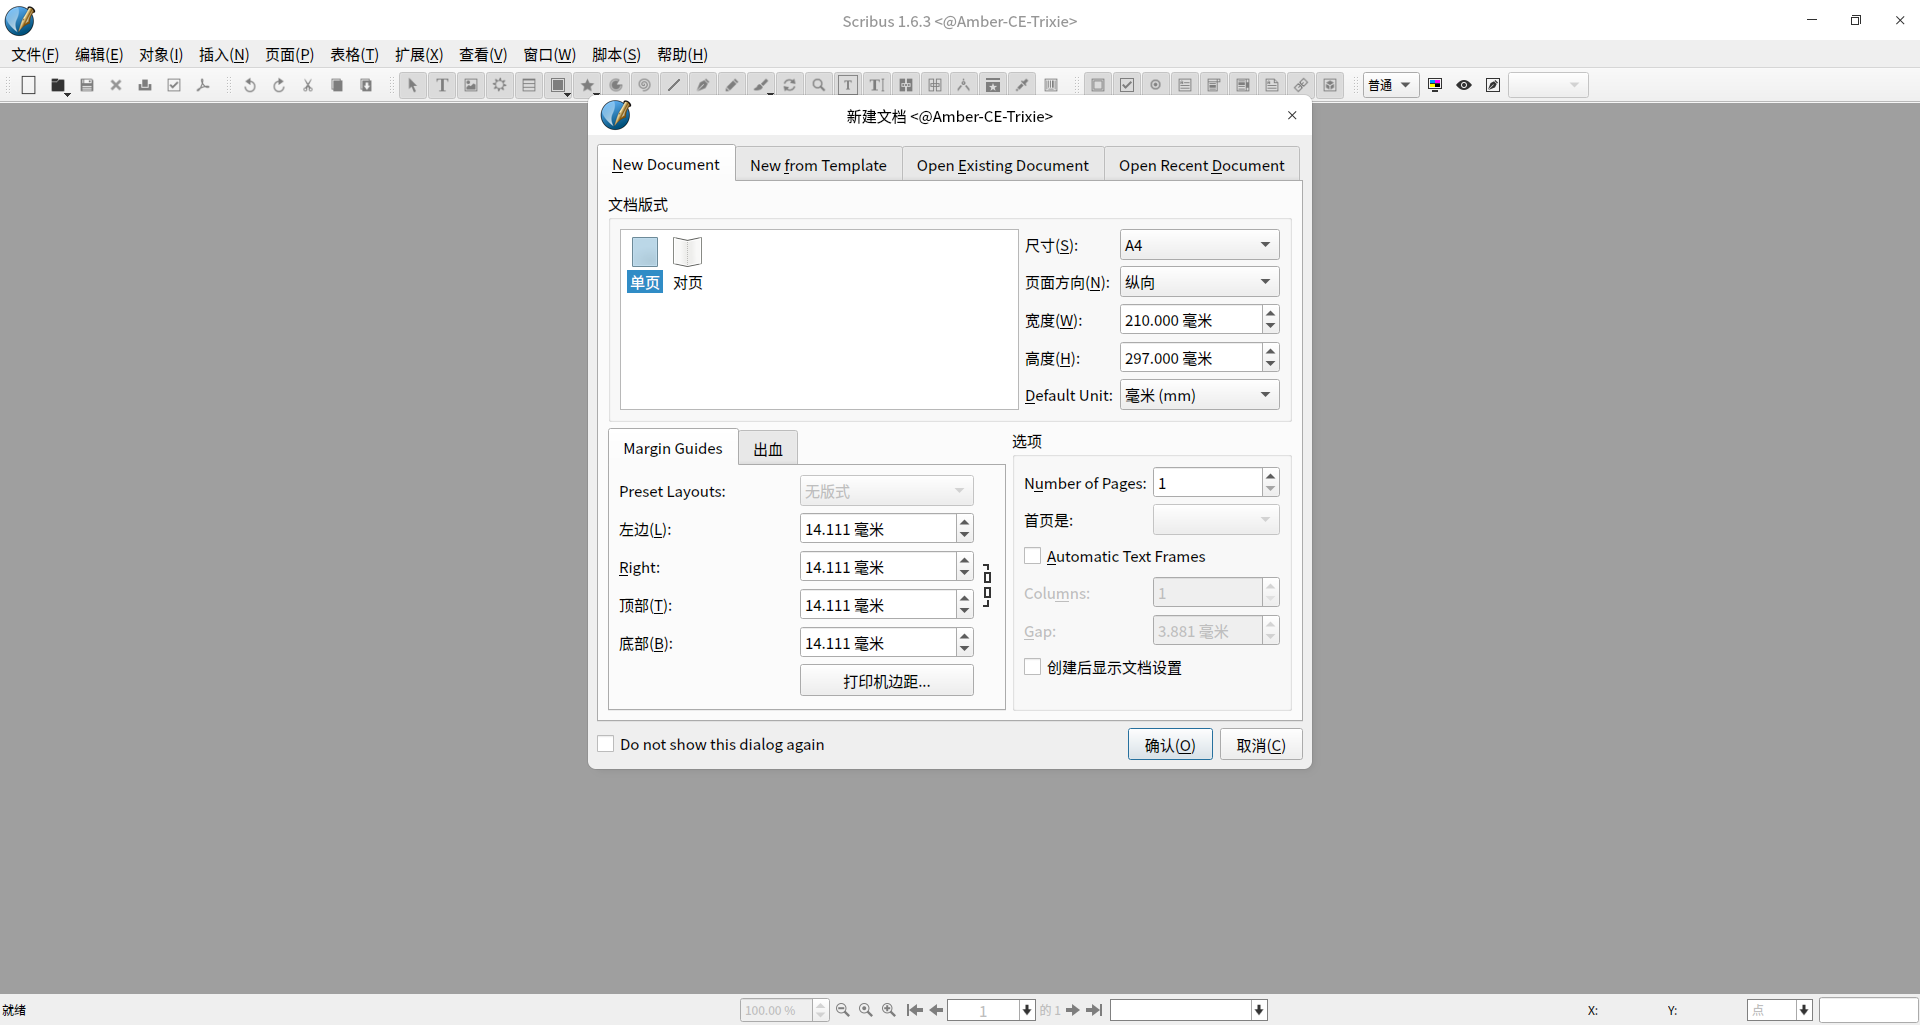 Scribus 1.6.3 <@Amber-CE-Trixie>
文件(F) 编辑(E) 对象(I) 插入(N) 页面(P) 表格(T) 扩展(X) 查看(V) 窗口(W) 脚本(S) 帮助(H)
普通
新建文档 <@Amber-CE-Trixie>
New Document New from Template Open Existing Document Open Recent Document
文档版式
单页 对页
尺寸(S): A4
页面方向(N): 纵向
宽度(W): 210.000 毫米
高度(H): 297.000 毫米
Default Unit: 毫米 (mm)
Margin Guides 出血
Preset Layouts: 无版式
左边(L): 14.111 毫米
Right: 14.111 毫米
顶部(T): 14.111 毫米
底部(B): 14.111 毫米
打印机边距...
选项
Number of Pages: 1
首页是:
Automatic Text Frames
Columns: 1
Gap: 3.881 毫米
创建后显示文档设置
Do not show this dialog again
确认(O) 取消(C)
就绪 100.00 % 1 的 1 X: Y: 点